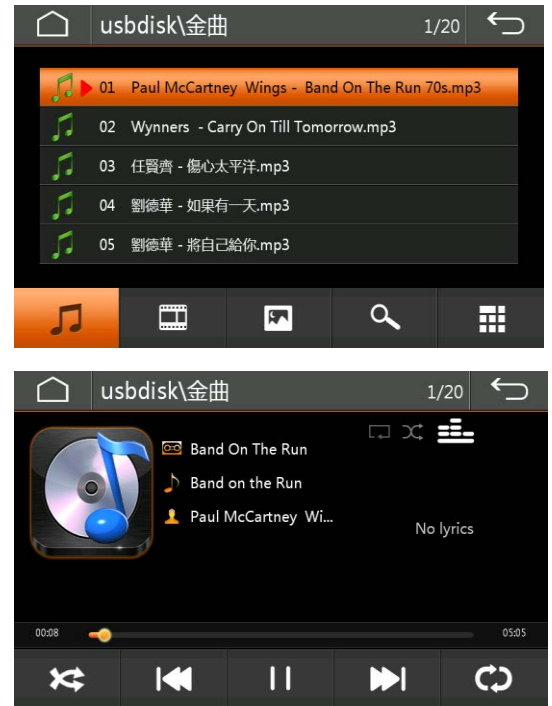 usbdisk\金曲 1/20
01 Paul McCartney Wings - Band On The Run 70s.mp3
02 Wynners - Carry On Till Tomorrow.mp3
03 任賢齊 - 傷心太平洋.mp3
04 劉德華 - 如果有一天.mp3
05 劉德華 - 將自己給你.mp3
usbdisk\金曲 1/20
Band On The Run
Band on the Run
Paul McCartney Wi...
No lyrics
00:08 05:05